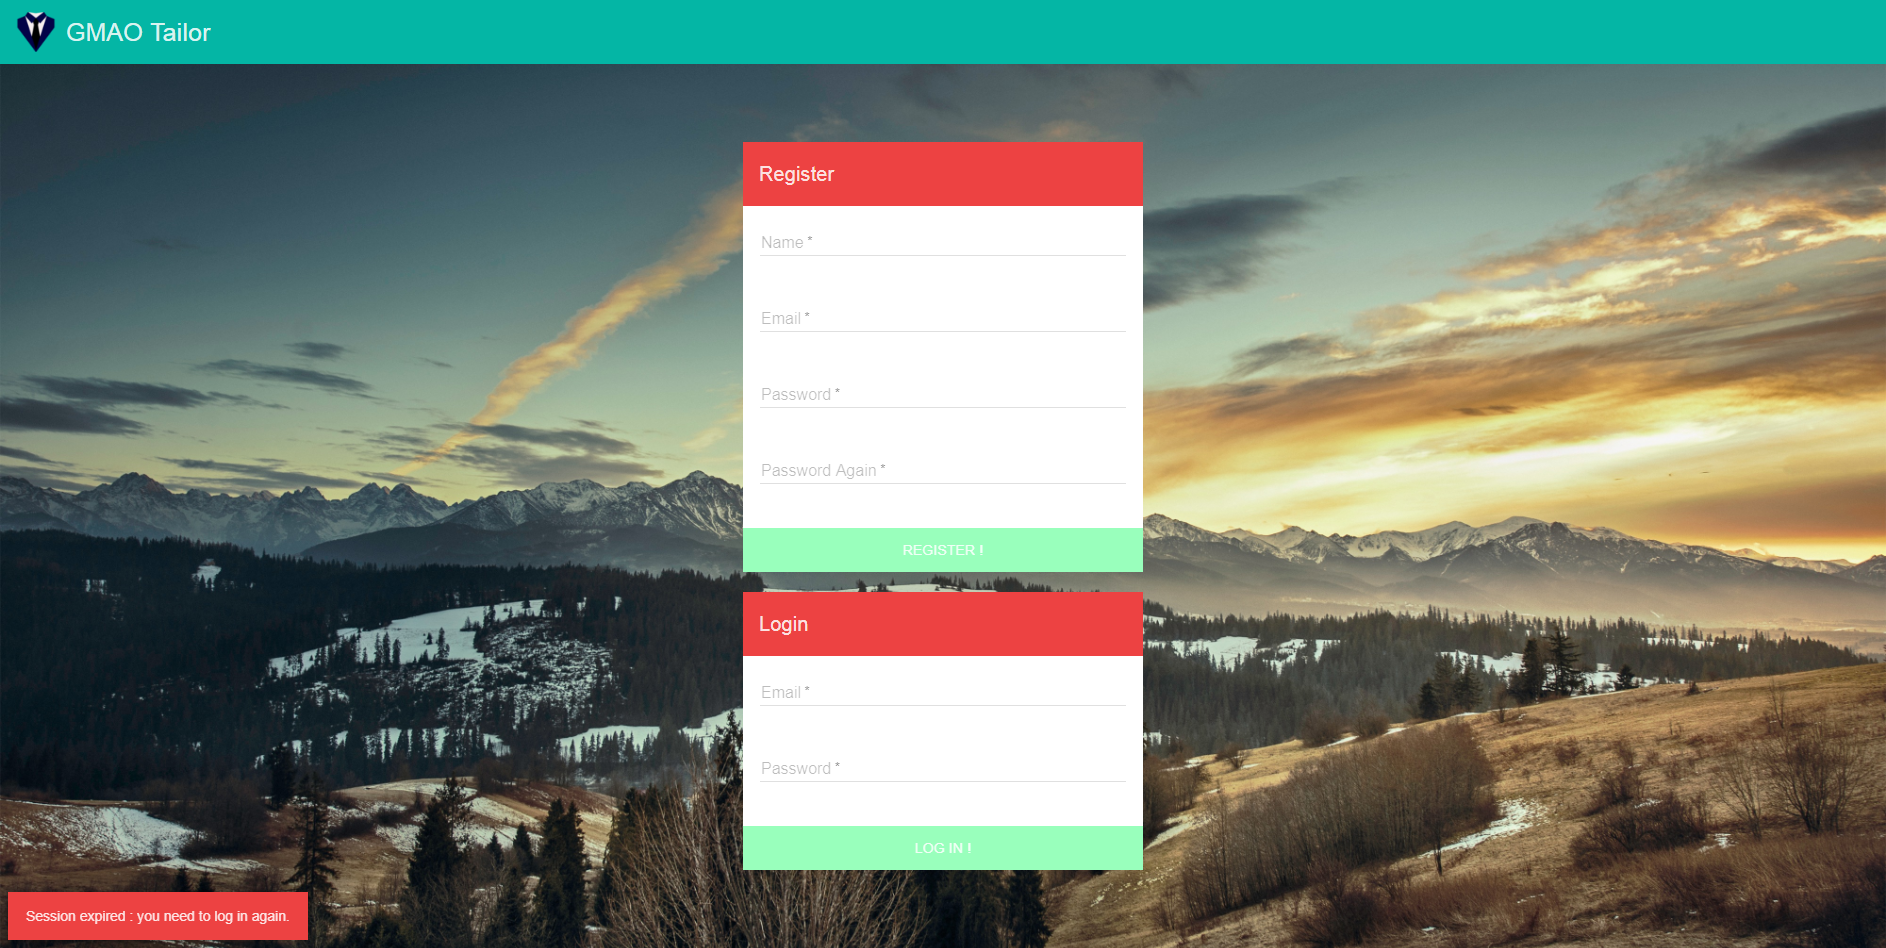 GMAO Tailor
Register
Name *
Email *
Password *
Password Again *
REGISTER !
Login
Email *
Password *
LOG IN !
Session expired : you need to log in again.